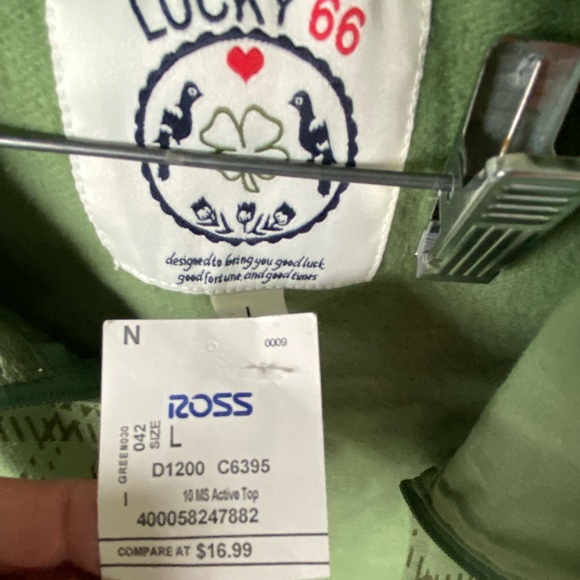 LUCKY 66
designed to bring you good luck
good fortune and good times
L
N
0009
ROSS
GREEN030
042
SIZE
L
D1200 C6395
I
10 MS Active Top
400058247882
COMPARE AT $16.99